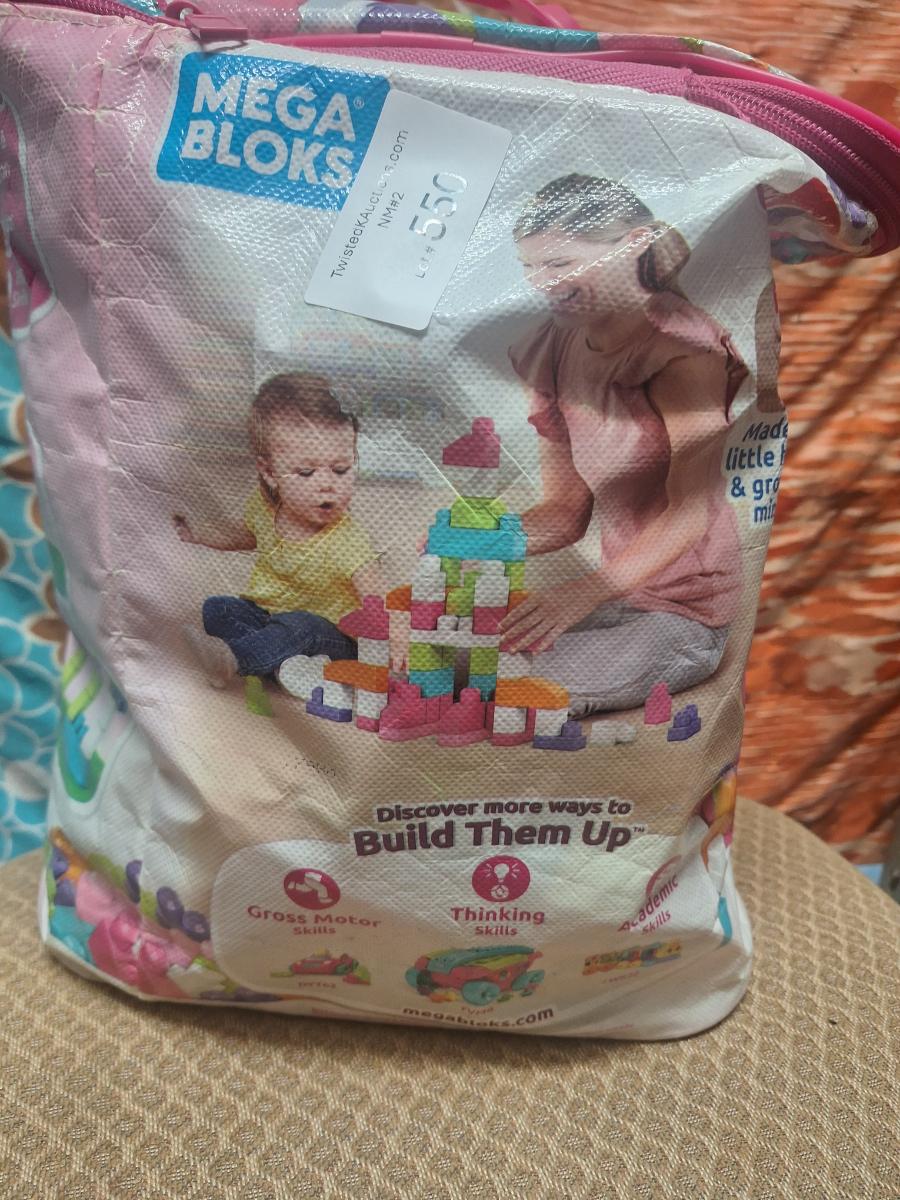 MEGA
BLOKS®
TwistedKAuctions.com
NM#2
Lot # 550
Made
little
& gro
min
Discover more ways to
Build Them Up™
Gross Motor
Skills
Thinking
Skills
Academic
Skills
megabloks.com